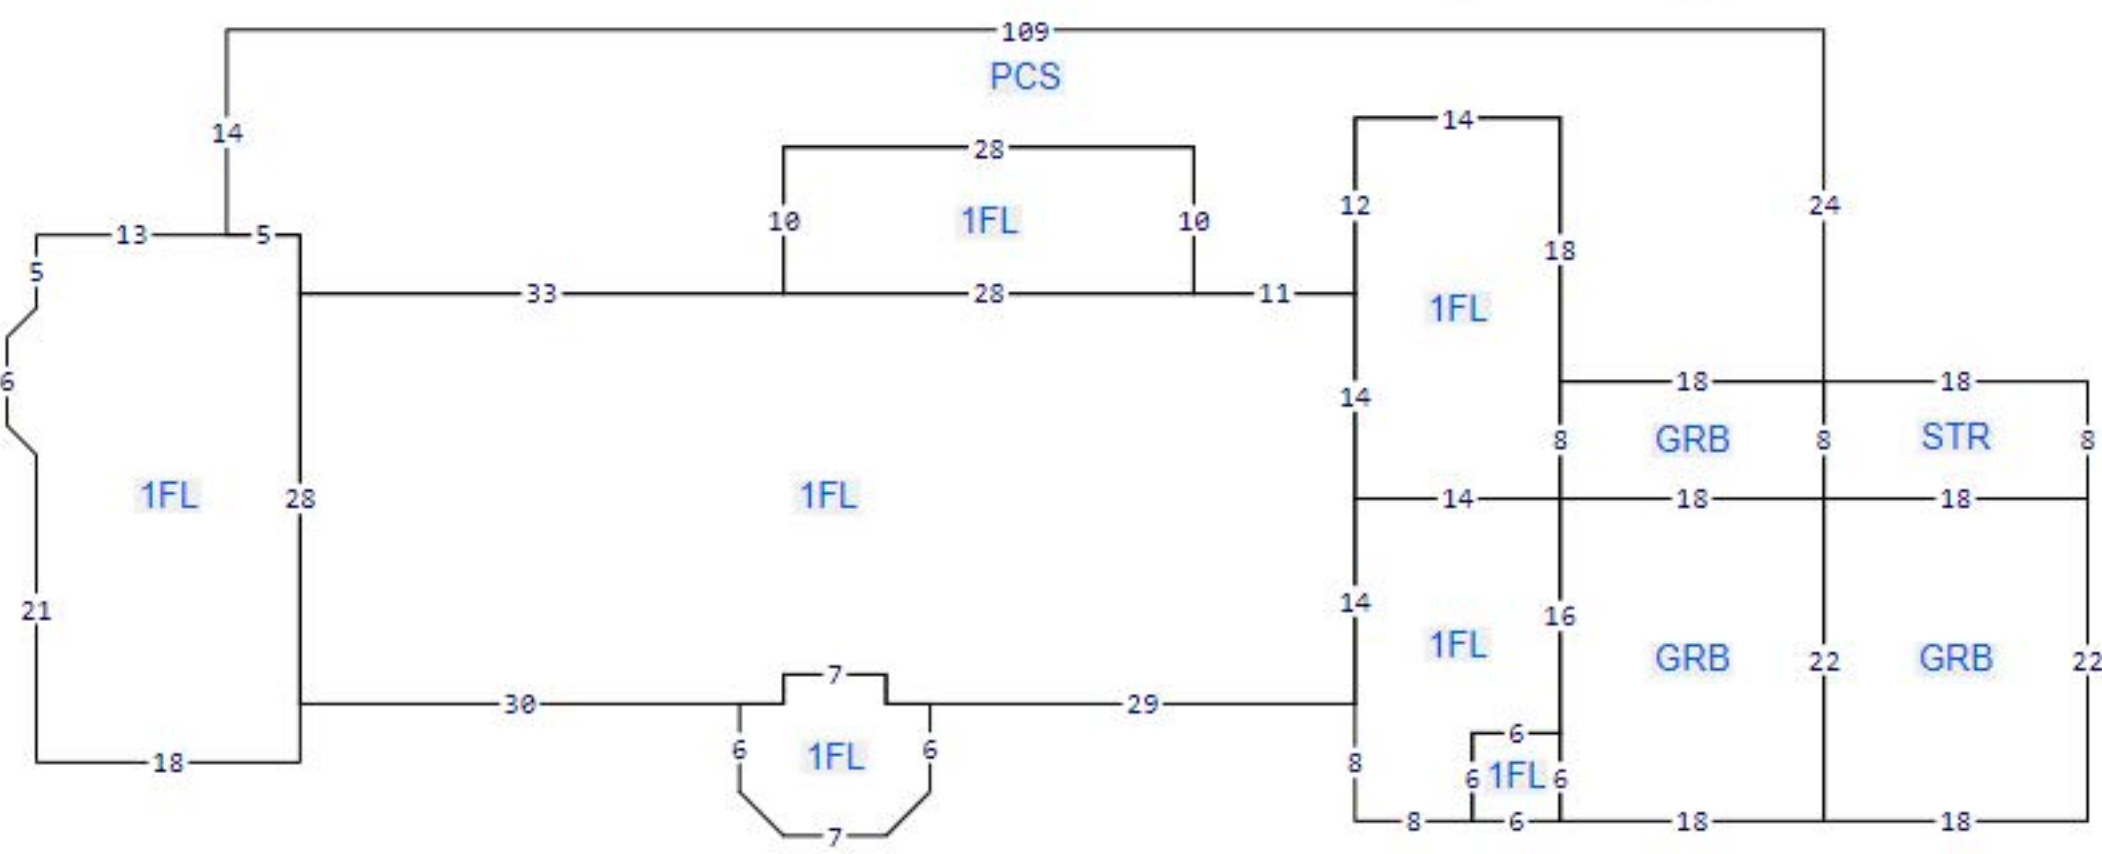 109
PCS
14
14
28
12
24
13 5
10 1FL 10
18
5
33 28 11
1FL
6
18 18
14
8 GRB 8 STR 8
1FL 28 1FL
14 18 18
21
14 16
1FL GRB 22 GRB 22
7
30 29
6 1FL 6
6
18
8 6 1FL 6
8 6 18 18
7